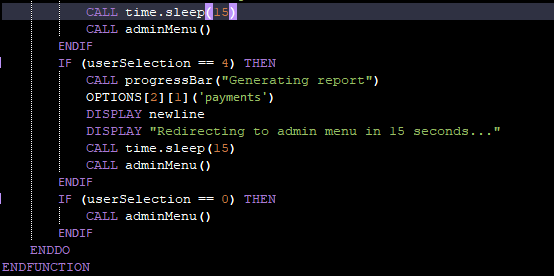 CALL time.sleep(15)
CALL adminMenu()
ENDIF
IF (userSelection == 4) THEN
CALL progressBar("Generating report")
OPTIONS[2][1]('payments')
DISPLAY newline
DISPLAY "Redirecting to admin menu in 15 seconds..."
CALL time.sleep(15)
CALL adminMenu()
ENDIF
IF (userSelection == 0) THEN
CALL adminMenu()
ENDIF
ENDDO
ENDFUNCTION